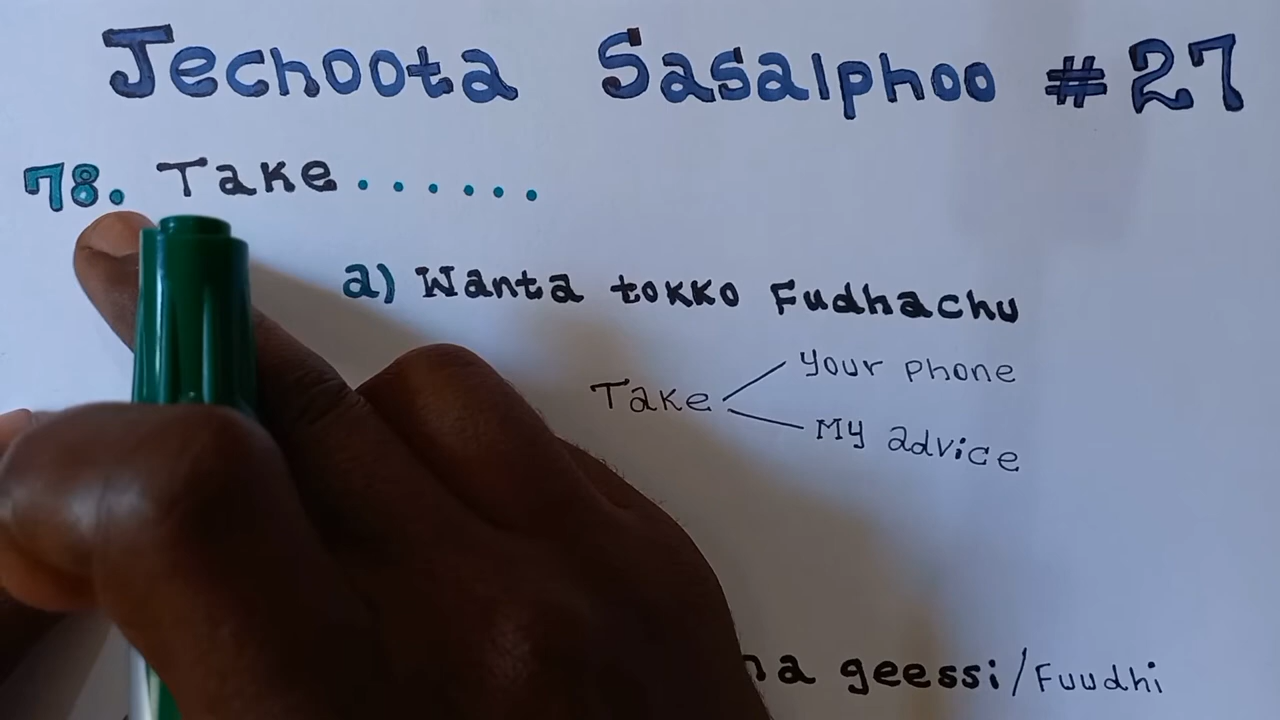 Jechoota Sasalphoo #27
78. Take.......
a) Wanta tokko Fudhachu
Take
Your phone
My advice
geessi/Fuudhi